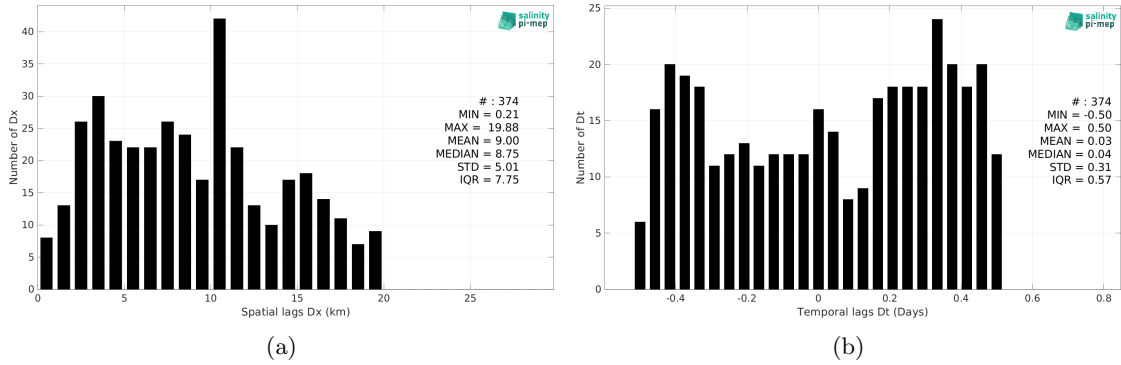 40
35
30
25
20
15
10
5
0
Number of Dx
salinity
pi-mep
# : 374
MIN = 0.21
MAX = 19.88
MEAN = 9.00
MEDIAN = 8.75
STD = 5.01
IQR = 7.75
0 5 10 15 20 25
Spatial lags Dx (km)
(a)
25
20
15
10
5
0
Number of Dt
salinity
pi-mep
# : 374
MIN = -0.50
MAX = 0.50
MEAN = 0.03
MEDIAN = 0.04
STD = 0.31
IQR = 0.57
-0.4 -0.2 0 0.2 0.4 0.6 0.8
Temporal lags Dt (Days)
(b)